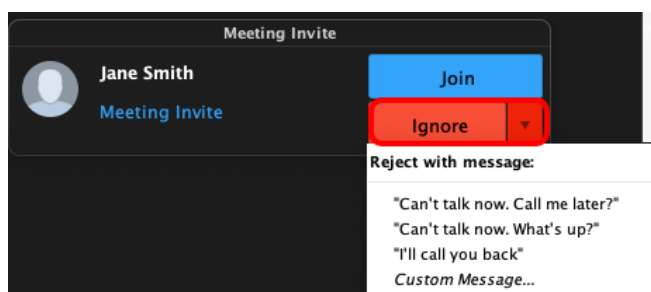 Meeting Invite
Jane Smith
Meeting Invite
Join
Ignore
Reject with message:
"Can't talk now. Call me later?"
"Can't talk now. What's up?"
"I'll call you back"
Custom Message...